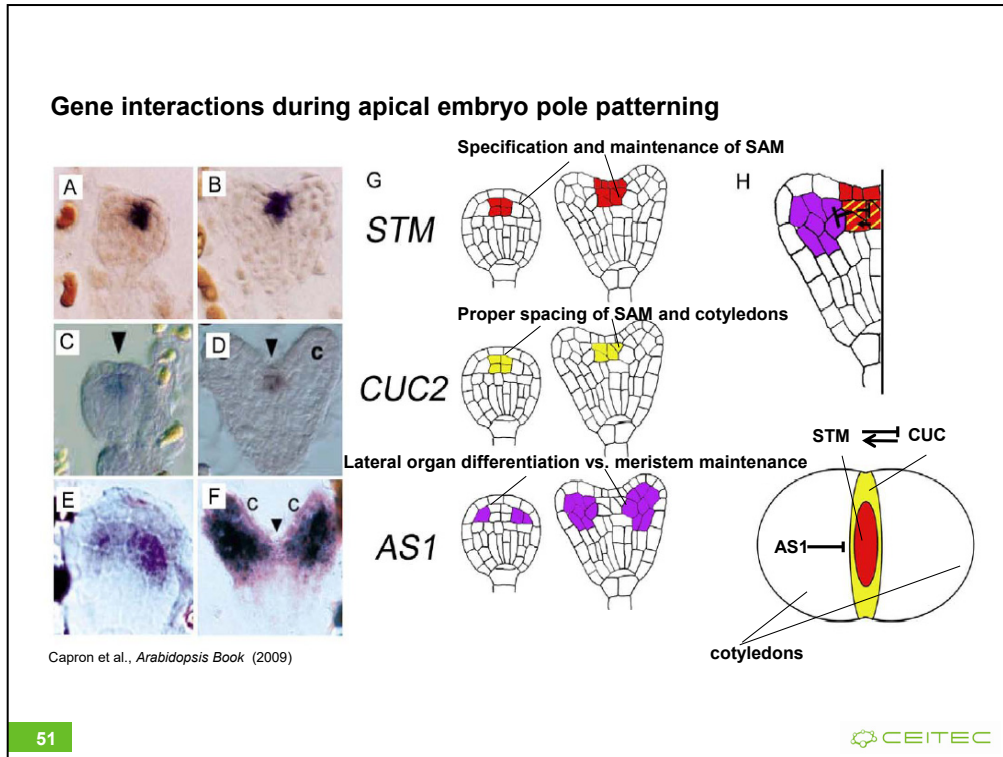 Gene interactions during apical embryo pole patterning
Specification and maintenance of SAM
A
B
G
H
STM
Proper spacing of SAM and cotyledons
C
D
c
CUC2
Lateral organ differentiation vs. meristem maintenance
E
F
c
c
AS1
STM
CUC
AS1
cotyledons
Capron et al., Arabidopsis Book (2009)
51
CEITEC